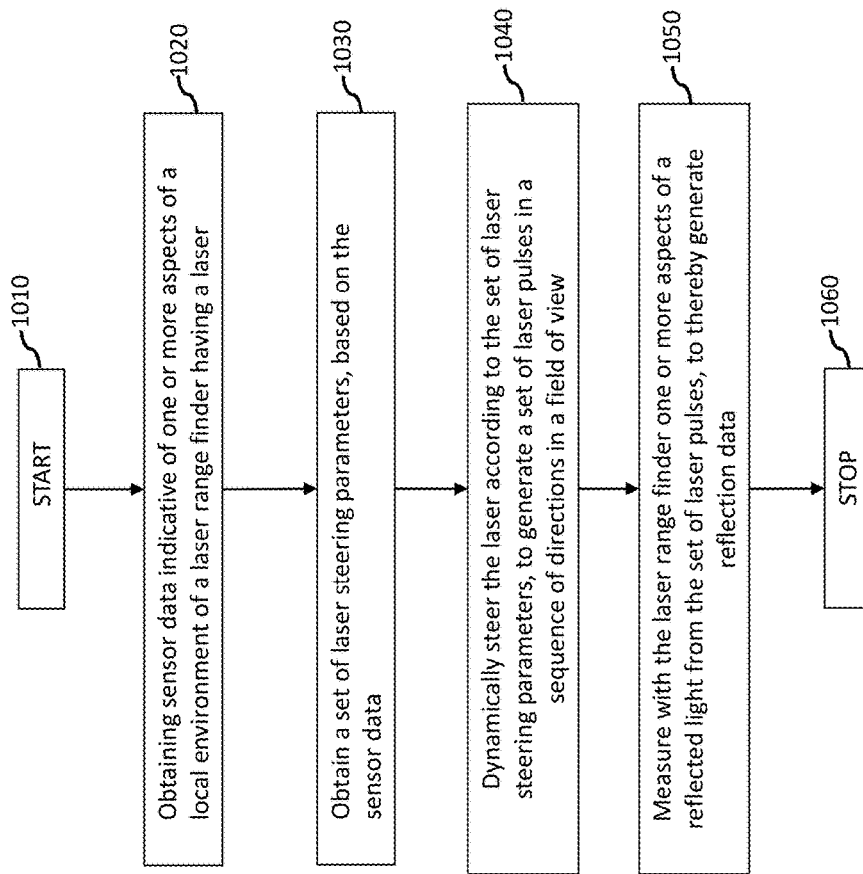 START
1010
Obtaining sensor data indicative of one or more aspects of a
local environment of a laser range finder having a laser
1020
Obtain a set of laser steering parameters, based on the
sensor data
1030
Dynamically steer the laser according to the set of laser
steering parameters, to generate a set of laser pulses in a
sequence of directions in a field of view
1040
Measure with the laser range finder one or more aspects of a
reflected light from the set of laser pulses, to thereby generate
reflection data
1050
STOP
1060